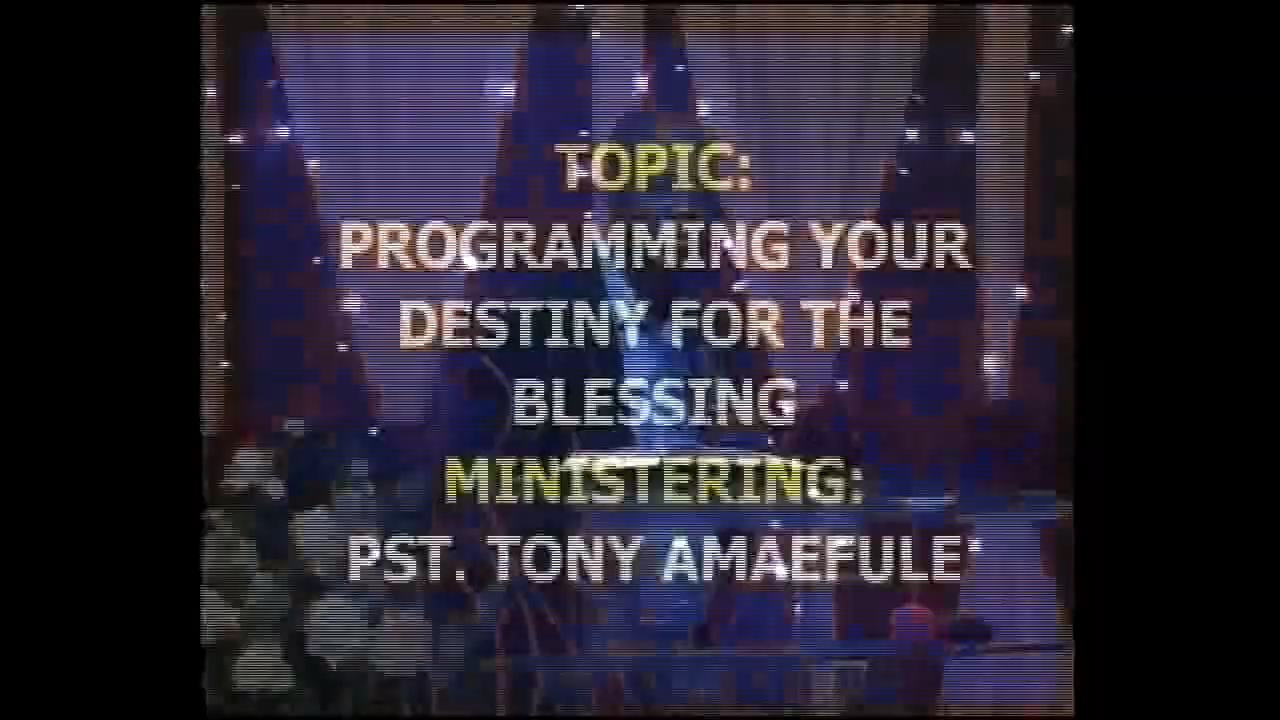 TOPIC:
PROGRAMMING YOUR
DESTINY FOR THE
BLESSING
MINISTERING:
PST. TONY AMAEFULE